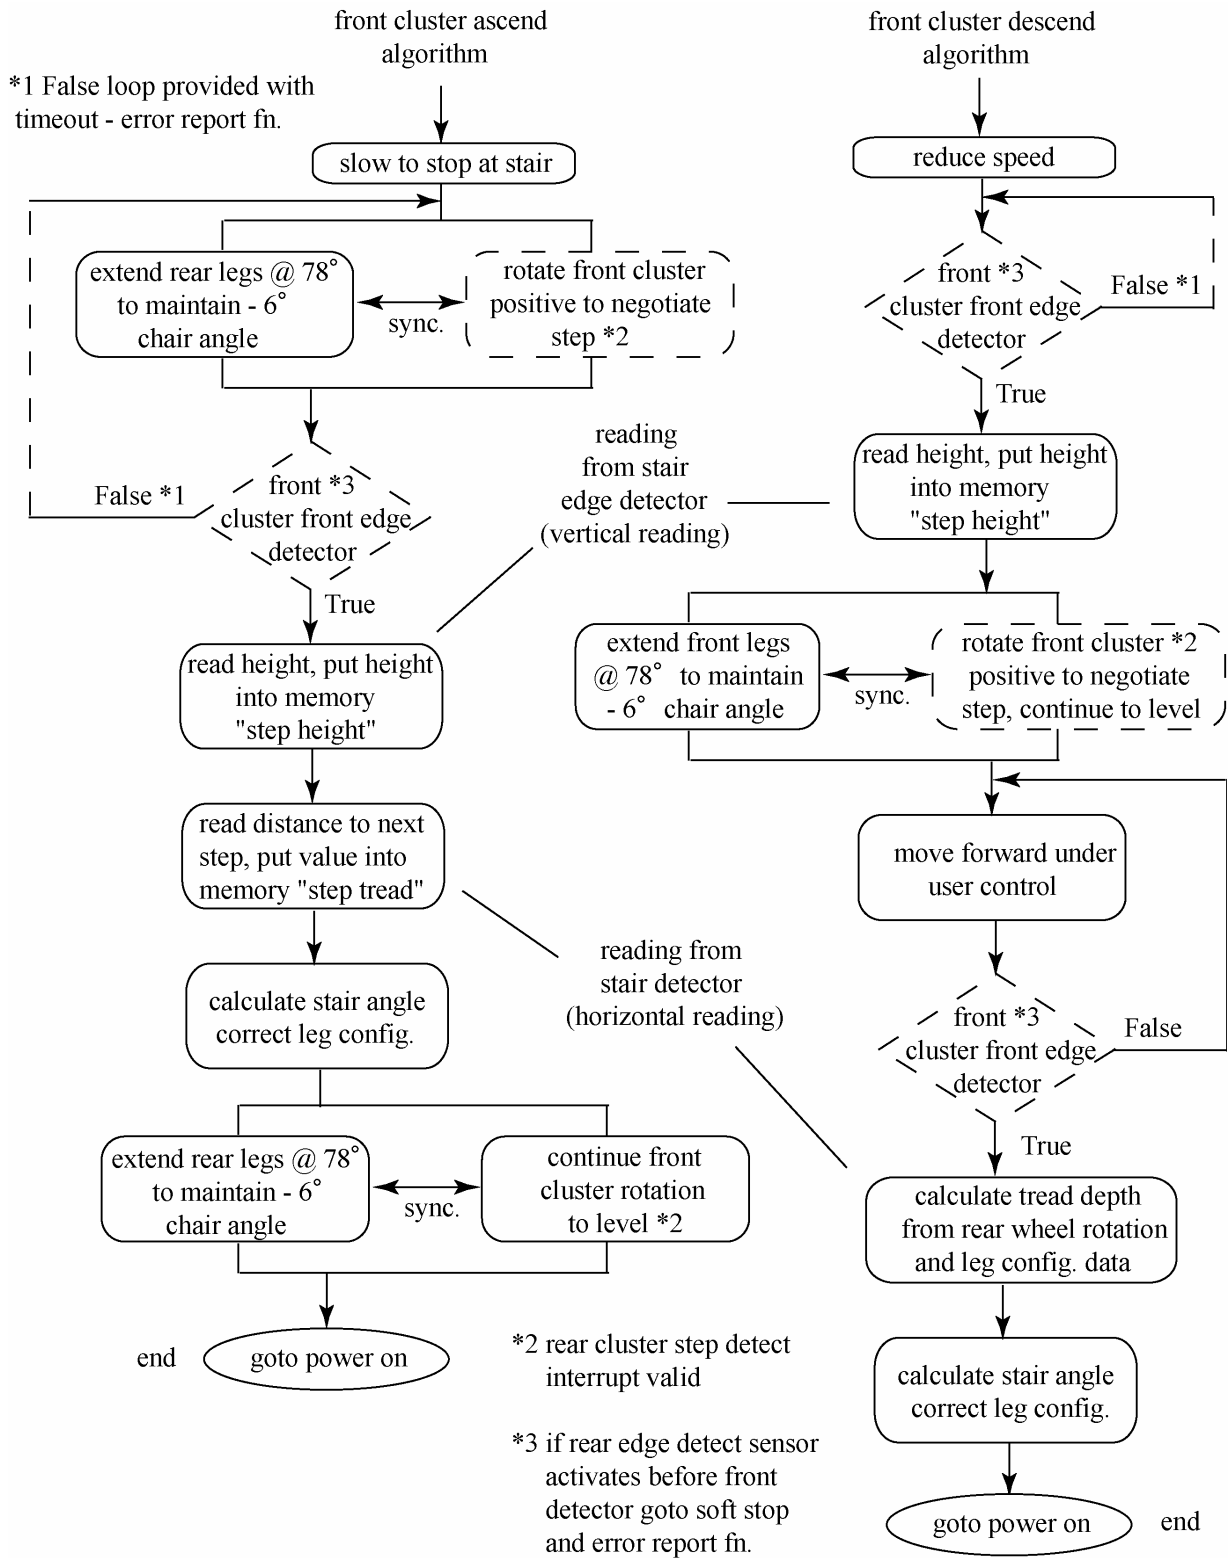 front cluster ascend
algorithm
*1 False loop provided with
timeout - error report fn.
slow to stop at stair
extend rear legs @ 78°
to maintain - 6°
chair angle
sync.
rotate front cluster
positive to negotiate
step *2
False *1
front *3
cluster front edge
detector
True
read height, put height
into memory
"step height"
read distance to next
step, put value into
memory "step tread"
calculate stair angle
correct leg config.
extend rear legs @ 78°
to maintain - 6°
chair angle
sync.
continue front
cluster rotation
to level *2
end
goto power on
reading
from stair
edge detector
(vertical reading)
reading from
stair detector
(horizontal reading)
front cluster descend
algorithm
reduce speed
front *3
cluster front edge
detector
False *1
True
read height, put height
into memory
"step height"
extend front legs
@ 78° to maintain
- 6° chair angle
sync.
rotate front cluster *2
positive to negotiate
step, continue to level
move forward under
user control
front *3
cluster front edge
detector
False
True
calculate tread depth
from rear wheel rotation
and leg config. data
calculate stair angle
correct leg config.
goto power on
end
*2 rear cluster step detect
interrupt valid
*3 if rear edge detect sensor
activates before front
detector goto soft stop
and error report fn.